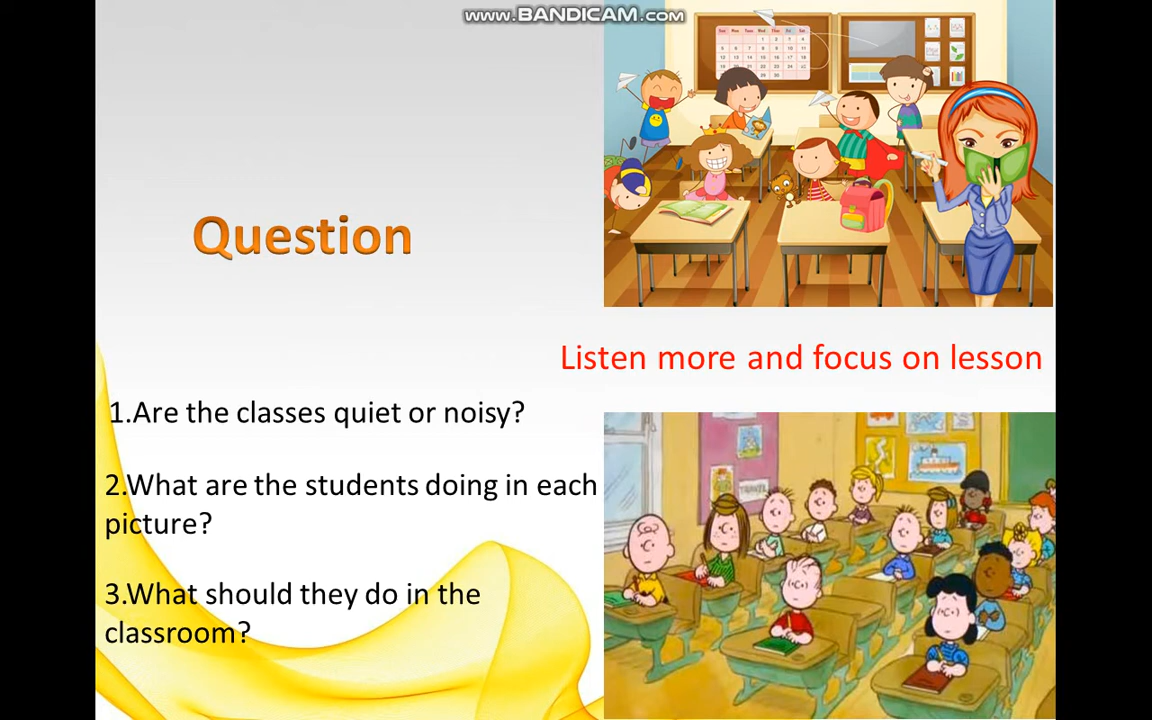 www.BANDICAM.com
Question
Listen more and focus on lesson
1.Are the classes quiet or noisy?
2.What are the students doing in each
picture?
3.What should they do in the
classroom?